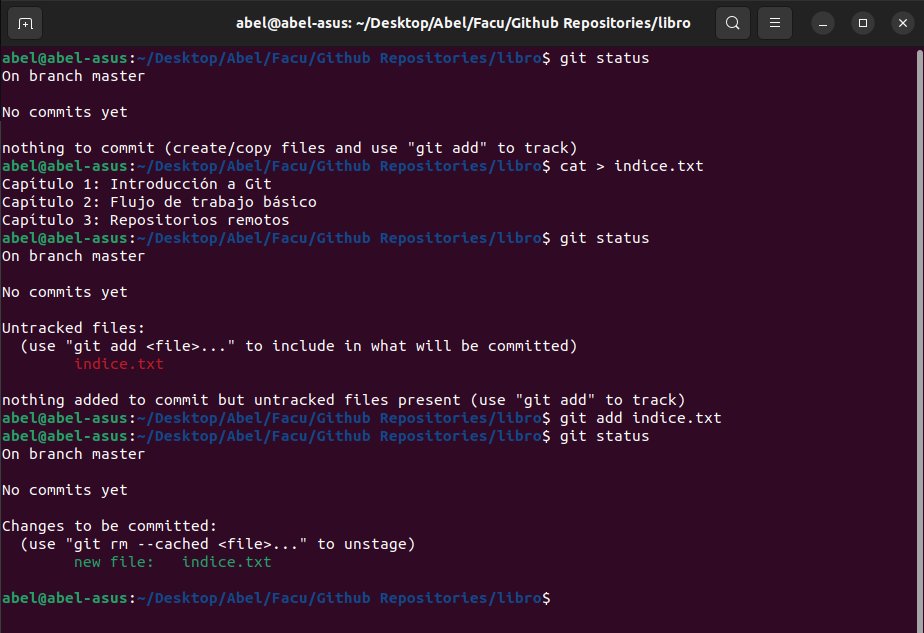 abel@abel-asus: ~/Desktop/Abel/Facu/Github Repositories/libro
abel@abel-asus:~/Desktop/Abel/Facu/Github Repositories/libro$ git status
On branch master

No commits yet

nothing to commit (create/copy files and use "git add" to track)
abel@abel-asus:~/Desktop/Abel/Facu/Github Repositories/libro$ cat > indice.txt
Capítulo 1: Introducción a Git
Capítulo 2: Flujo de trabajo básico
Capítulo 3: Repositorios remotos
abel@abel-asus:~/Desktop/Abel/Facu/Github Repositories/libro$ git status
On branch master

No commits yet

Untracked files:
  (use "git add <file>..." to include in what will be committed)
        indice.txt

nothing added to commit but untracked files present (use "git add" to track)
abel@abel-asus:~/Desktop/Abel/Facu/Github Repositories/libro$ git add indice.txt
abel@abel-asus:~/Desktop/Abel/Facu/Github Repositories/libro$ git status
On branch master

No commits yet

Changes to be committed:
  (use "git rm --cached <file>..." to unstage)
        new file:   indice.txt

abel@abel-asus:~/Desktop/Abel/Facu/Github Repositories/libro$